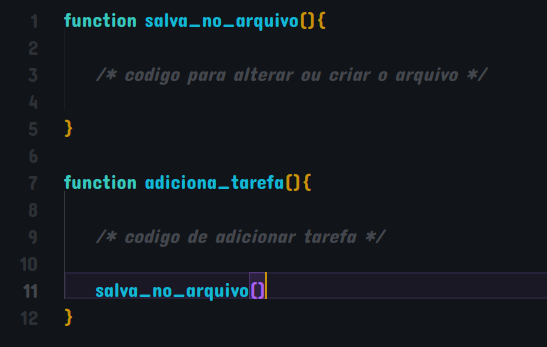 1 function salva_no_arquivo(){
2
3 /* codigo para alterar ou criar o arquivo */
4
5 }
6
7 function adiciona_tarefa(){
8
9 /* codigo de adicionar tarefa */
10
11 salva_no_arquivo()
12 }